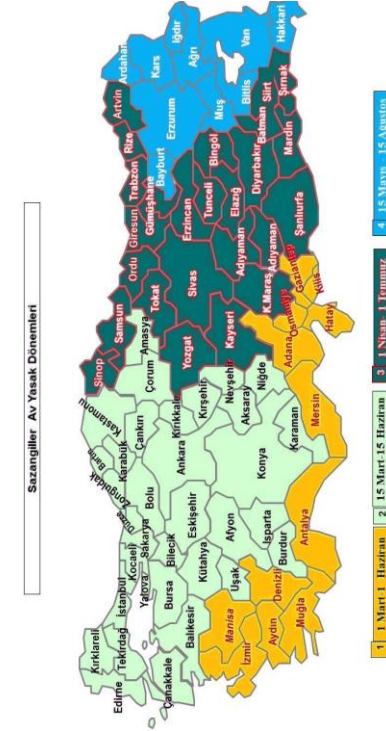 Sazangiller Av Yasak Dönemleri
Kırklareli
Edirne
Tekirdağ
İstanbul
Çanakkale
Yalova
Kocaeli
Sakarya
Düzce
Zonguldak
Bartın
Karabük
Kastamonu
Bolu
Çankırı
Çorum
Amasya
Bursa
Bilecik
Balıkesir
Kütahya
Eskişehir
Ankara
Kırıkkale
Kırşehir
Nevşehir
Aksaray
Niğde
Uşak
Afyon
Isparta
Burdur
Konya
Karaman
Manisa
İzmir
Aydın
Denizli
Muğla
Antalya
Mersin
Adana
Osmaniye
Hatay
Kilis
Gaziantep
Sinop
Samsun
Ordu
Giresun
Trabzon
Rize
Artvin
Tokat
Gümüşhane
Yozgat
Sivas
Erzincan
Tunceli
Bingöl
Kayseri
Elazığ
Adıyaman
Diyarbakır
Batman
Siirt
Şırnak
K.Maraş
Adıyaman
Şanlıurfa
Mardin
Ardahan
Kars
Iğdır
Bayburt
Erzurum
Ağrı
Muş
Bitlis
Van
Hakkari
1 1 Mart-1 Haziran
2 15 Mart-15 Haziran
3 1 Nisan - 1 Temmuz
4 15 Mayıs - 15 Ağustos